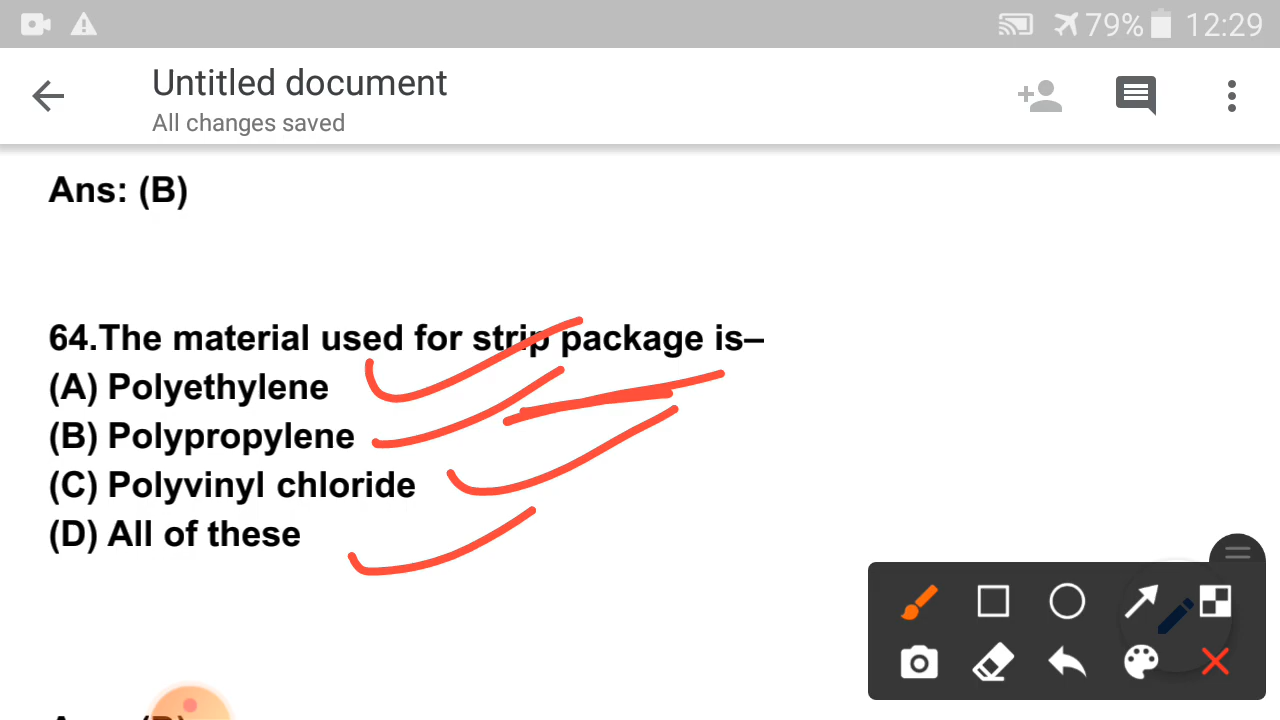 79% 12:29
Untitled document
All changes saved
Ans: (B)
64.The material used for strip package is–
(A) Polyethylene
(B) Polypropylene
(C) Polyvinyl chloride
(D) All of these